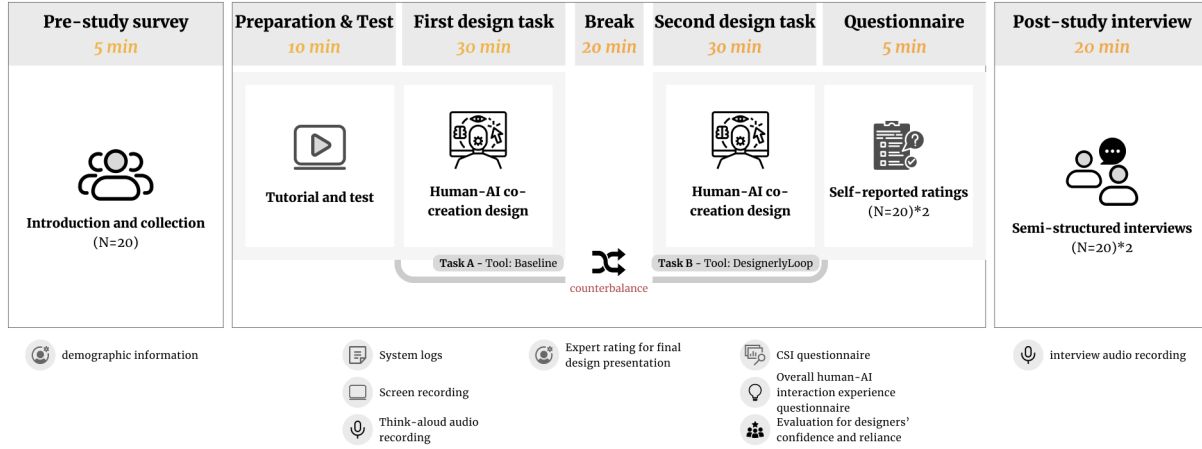 Pre-study survey
5 min
Preparation & Test
10 min
First design task
30 min
Break
20 min
Second design task
30 min
Questionnaire
5 min
Post-study interview
20 min
Introduction and collection
(N=20)
Tutorial and test
Human-AI co-
creation design
Human-AI co-
creation design
Self-reported ratings
(N=20)*2
Semi-structured interviews
(N=20)*2
Task A - Tool: Baseline
counterbalance
Task B - Tool: DesignerlyLoop
demographic information
System logs
Screen recording
Think-aloud audio
recording
Expert rating for final
design presentation
CSI questionnaire
Overall human-AI
interaction experience
questionnaire
Evaluation for designers'
confidence and reliance
interview audio recording